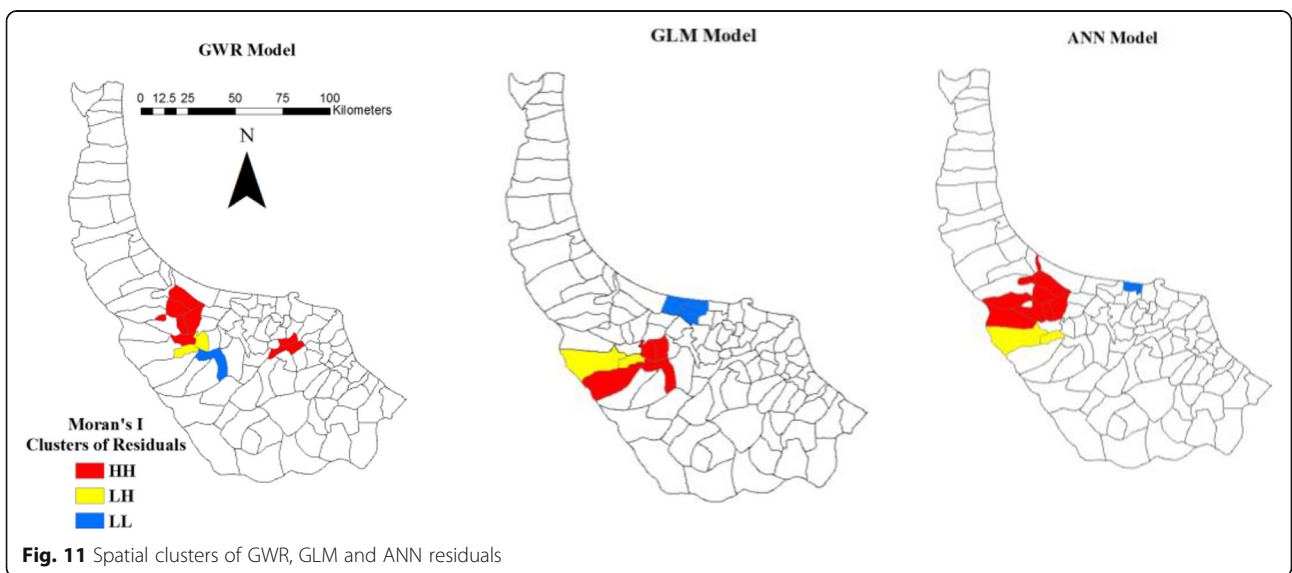 GWR Model
GLM Model
ANN Model
0 12.5 25 50 75 100
Kilometers
N
Moran's I
Clusters of Residuals
HH
LH
LL
Fig. 11 Spatial clusters of GWR, GLM and ANN residuals